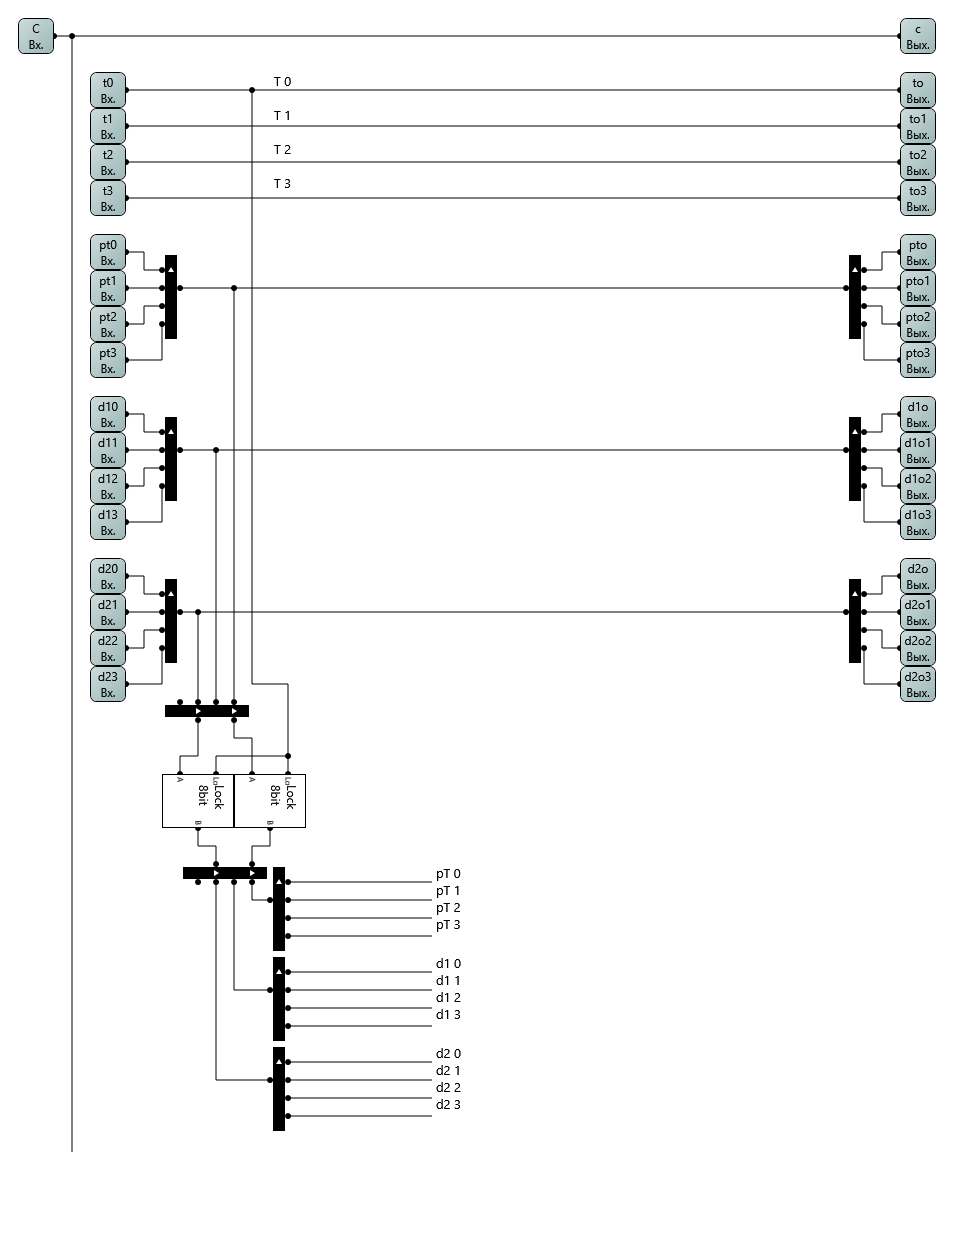 C
Вх.
c
Вых.
t0
Вх.
T 0
to
Вых.
t1
Вх.
T 1
to1
Вых.
t2
Вх.
T 2
to2
Вых.
t3
Вх.
T 3
to3
Вых.
pt0
Вх.
pto
Вых.
pt1
Вх.
pto1
Вых.
pt2
Вх.
pto2
Вых.
pt3
Вх.
pto3
Вых.
d10
Вх.
d1o
Вых.
d11
Вх.
d1o1
Вых.
d12
Вх.
d1o2
Вых.
d13
Вх.
d1o3
Вых.
d20
Вх.
d2o
Вых.
d21
Вх.
d2o1
Вых.
d22
Вх.
d2o2
Вых.
d23
Вх.
d2o3
Вых.
A
Lo
Lock
8bit
B
A
Lo
Lock
8bit
B
pT 0
pT 1
pT 2
pT 3
d1 0
d1 1
d1 2
d1 3
d2 0
d2 1
d2 2
d2 3